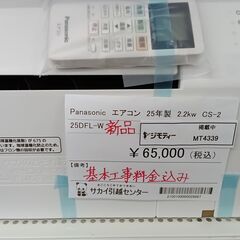 Panasonic
Panasonic エアコン 25年製 2.2kw CS-2
25DFL-W 新品
ジモティー
掲載中
MT4339
￥65,000(税込)
【備考】
基本工事料金込み
サカイ引越センター